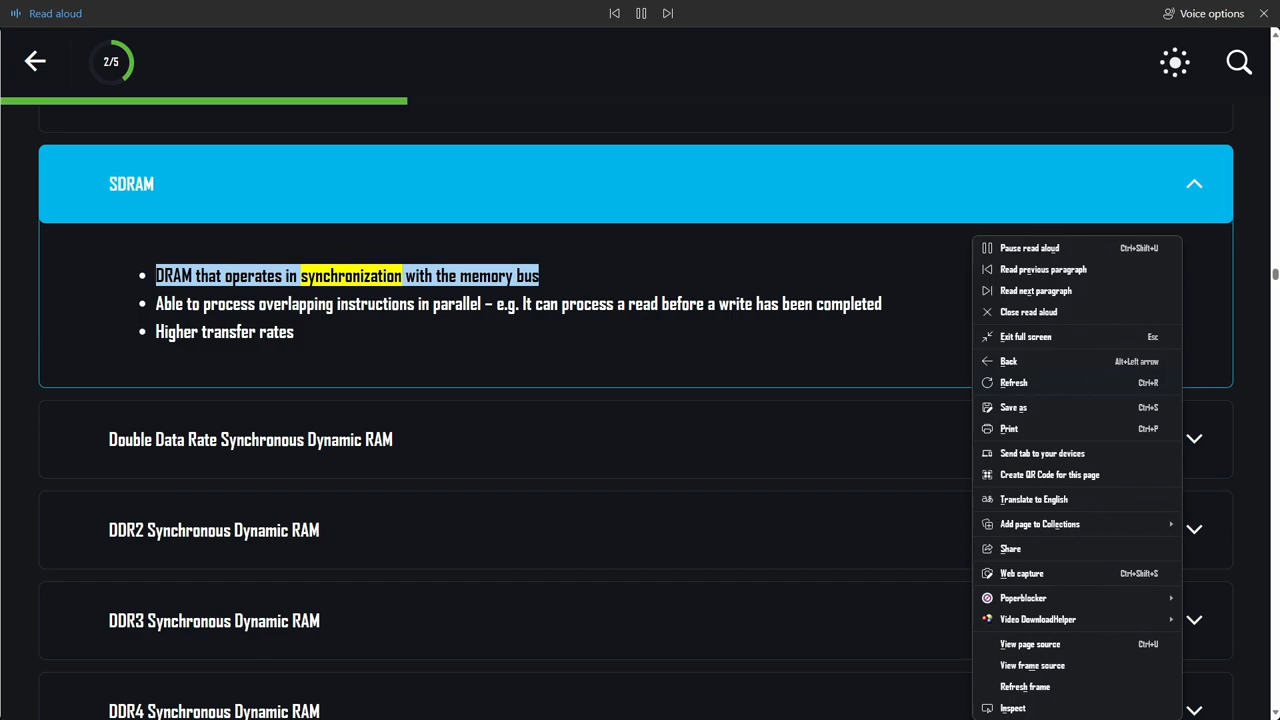 Read aloud
Voice options
2/5
SDRAM
DRAM that operates in synchronization with the memory bus
Able to process overlapping instructions in parallel – e.g. It can process a read before a write has been completed
Higher transfer rates
Double Data Rate Synchronous Dynamic RAM
DDR2 Synchronous Dynamic RAM
DDR3 Synchronous Dynamic RAM
DDR4 Synchronous Dynamic RAM
Pause read aloud Ctrl+Shift+U
Read previous paragraph
Read next paragraph
Close read aloud
Exit full screen Esc
Back Alt+Left arrow
Refresh Ctrl+R
Save as Ctrl+S
Print Ctrl+P
Send tab to your devices
Create QR Code for this page
Translate to English
Add page to Collections
Share
Web capture Ctrl+Shift+S
Poperblocker
Video DownloadHelper
View page source Ctrl+U
View frame source
Refresh frame
Inspect